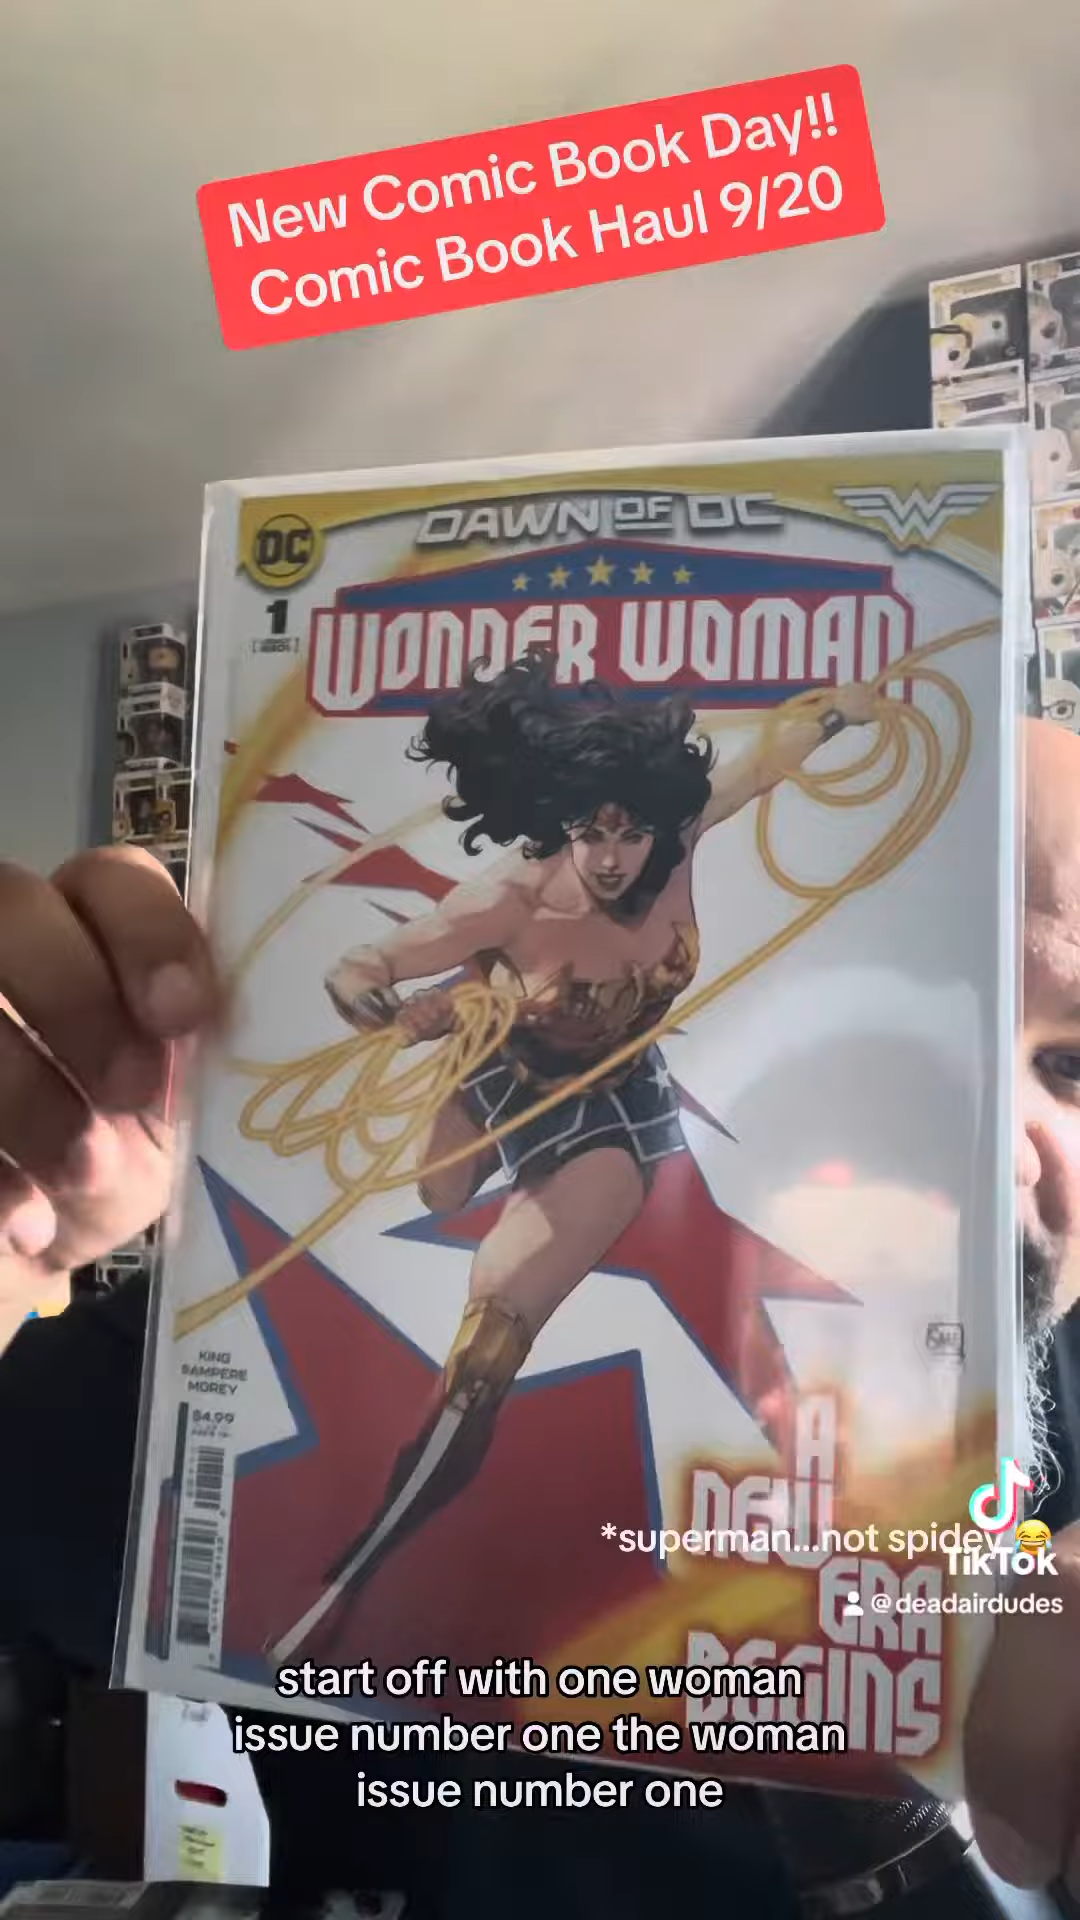 New Comic Book Day!!
Comic Book Haul 9/20
DAWN OF DC
W
DC
1
WONDER WOMAN
KING
SAMPERE
MOREY
$4.99
A
NEW
ERA
BEGINS
*superman...not spidey 😂
TikTok
@deadairdudes
start off with one woman
issue number one the woman
issue number one